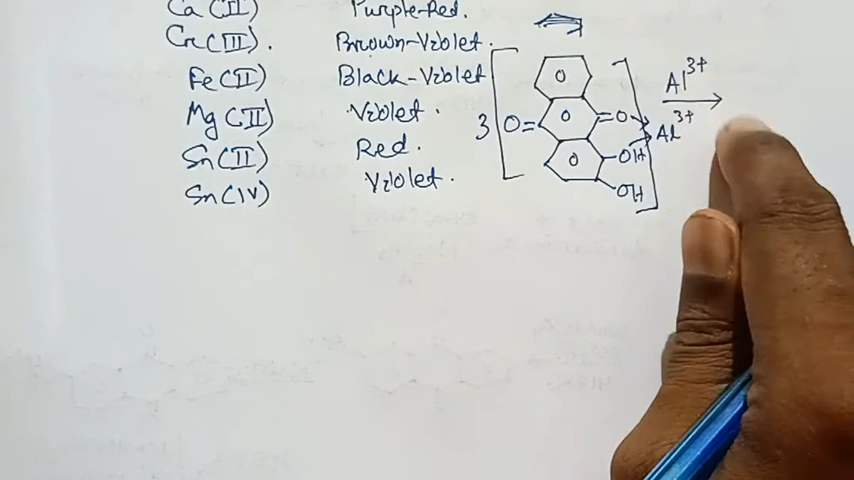 Ca (II) Purple-Red.
Cr (III). Brown-Violet.
Fe (II) Black-Violet
Mg (II) Violet.
Sn (II) Red.
Sn (IV) Violet.
3 O= =O
OH
OH
Al3+
Al3+